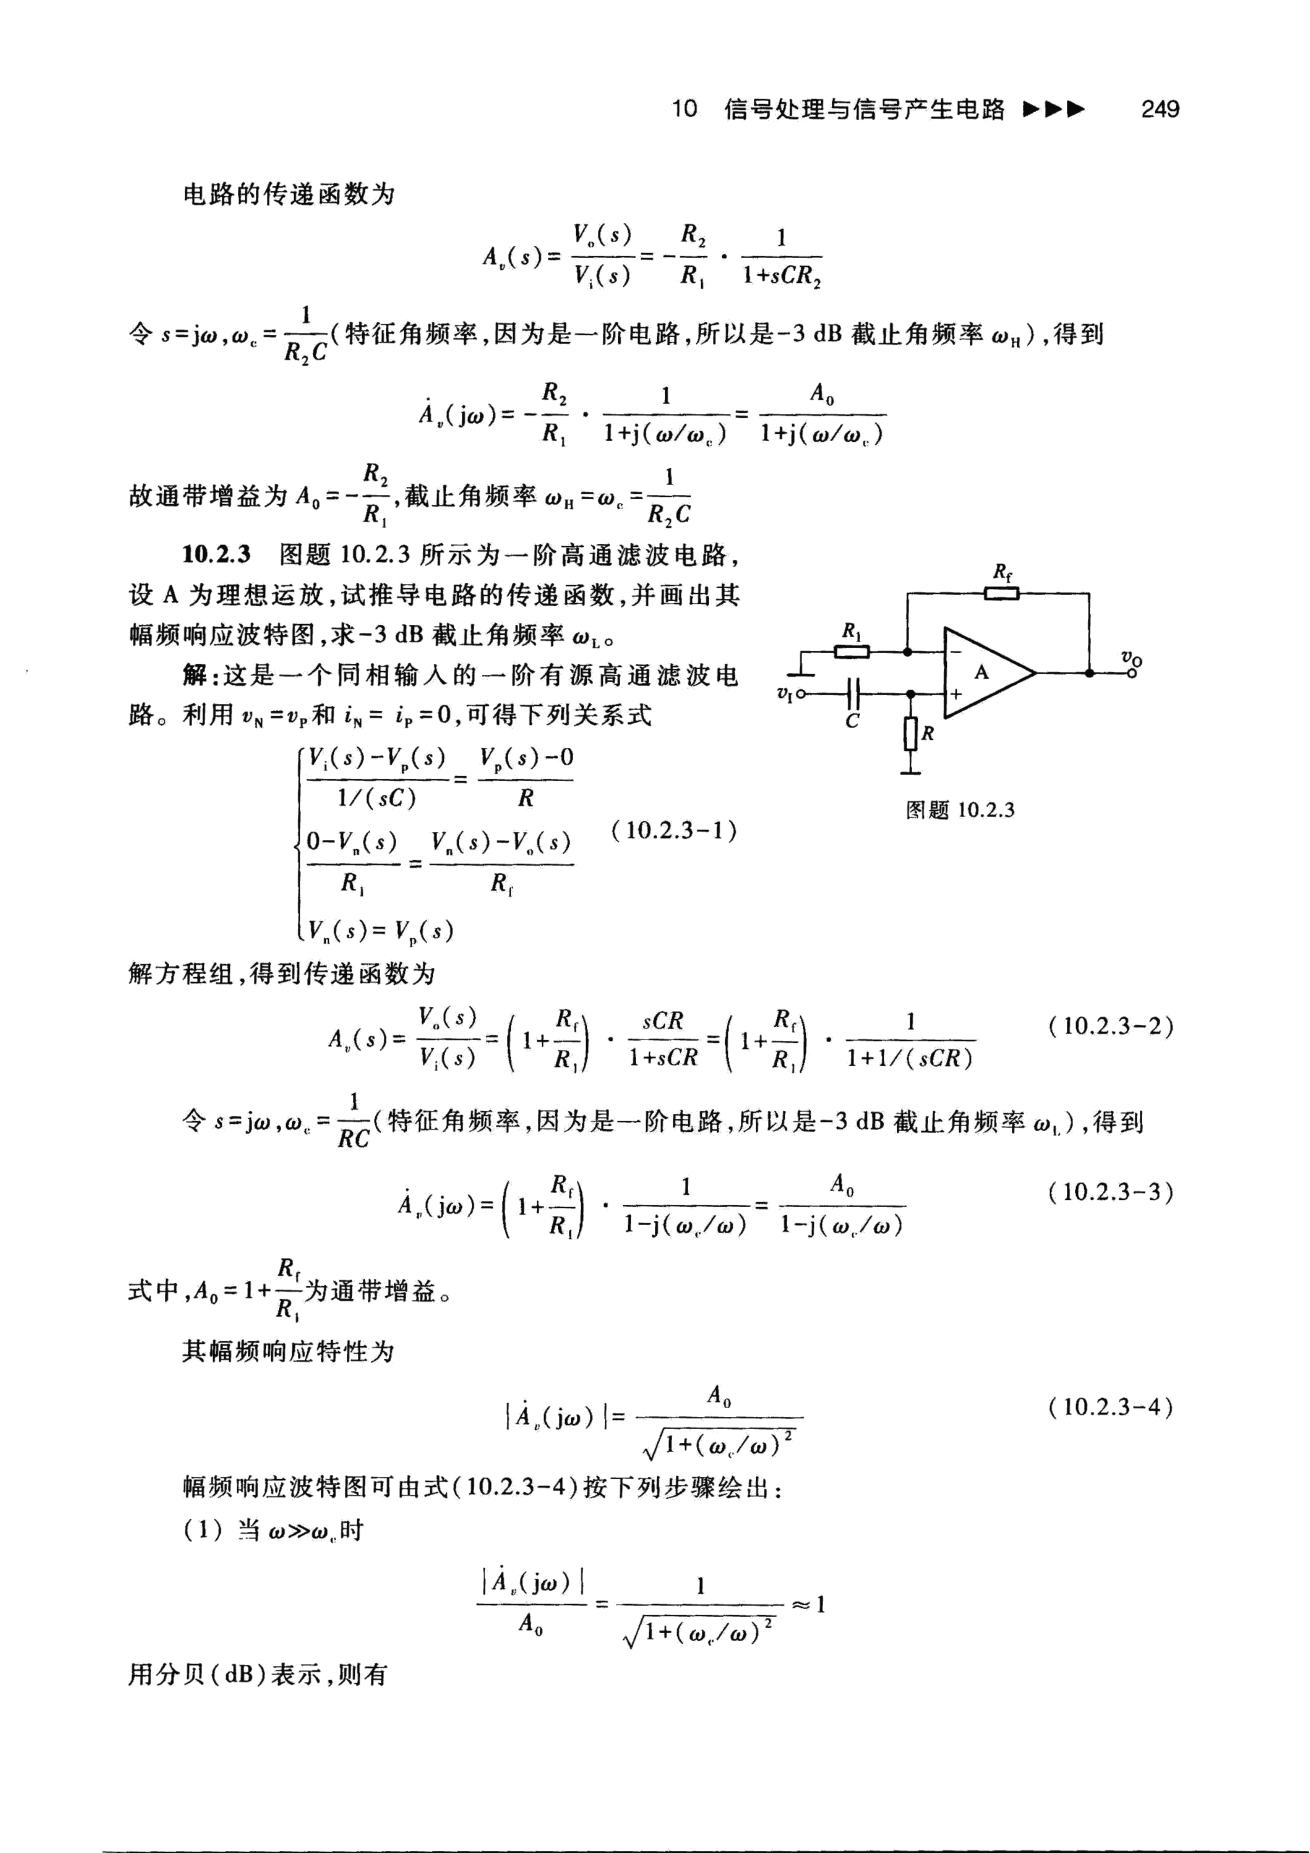 10 信号处理与信号产生电路 ▶▶▶ 249
电路的传递函数为
A_v(s)=V_o(s)/V_i(s)=-R_2/R_1·1/(1+sCR_2)
令 s=jω,ω_c=1/(R_2C)(特征角频率,因为是一阶电路,所以是-3 dB 截止角频率 ω_H),得到
Ȧ_v(jω)=-R_2/R_1·1/(1+j(ω/ω_c))=A_0/(1+j(ω/ω_c))
故通带增益为 A_0=-R_2/R_1,截止角频率 ω_H=ω_c=1/(R_2C)
10.2.3 图题 10.2.3 所示为一阶高通滤波电路,
设 A 为理想运放,试推导电路的传递函数,并画出其
幅频响应波特图,求-3 dB 截止角频率 ω_L。
解:这是一个同相输入的一阶有源高通滤波电
路。利用 v_N=v_P和 i_N= i_P=0,可得下列关系式
(V_i(s)-V_p(s))/(1/(sC))=(V_p(s)-0)/R
(0-V_n(s))/R_1=(V_n(s)-V_o(s))/R_f (10.2.3-1)
V_n(s)=V_p(s)
R_f
R_1
A
-
+
v_O
v_I
C
R
图题 10.2.3
解方程组,得到传递函数为
A_v(s)=V_o(s)/V_i(s)=(1+R_f/R_1)·sCR/(1+sCR)=(1+R_f/R_1)·1/(1+1/(sCR)) (10.2.3-2)
令 s=jω,ω_c=1/(RC)(特征角频率,因为是一阶电路,所以是-3 dB 截止角频率 ω_L),得到
Ȧ_v(jω)=(1+R_f/R_1)·1/(1-j(ω_c/ω))=A_0/(1-j(ω_c/ω)) (10.2.3-3)
式中,A_0=1+R_f/R_1为通带增益。
其幅频响应特性为
|Ȧ_v(jω)|=A_0/√(1+(ω_c/ω)²) (10.2.3-4)
幅频响应波特图可由式(10.2.3-4)按下列步骤绘出:
(1) 当 ω≫ω_c时
|Ȧ_v(jω)|/A_0=1/√(1+(ω_c/ω)²)≈1
用分贝(dB)表示,则有